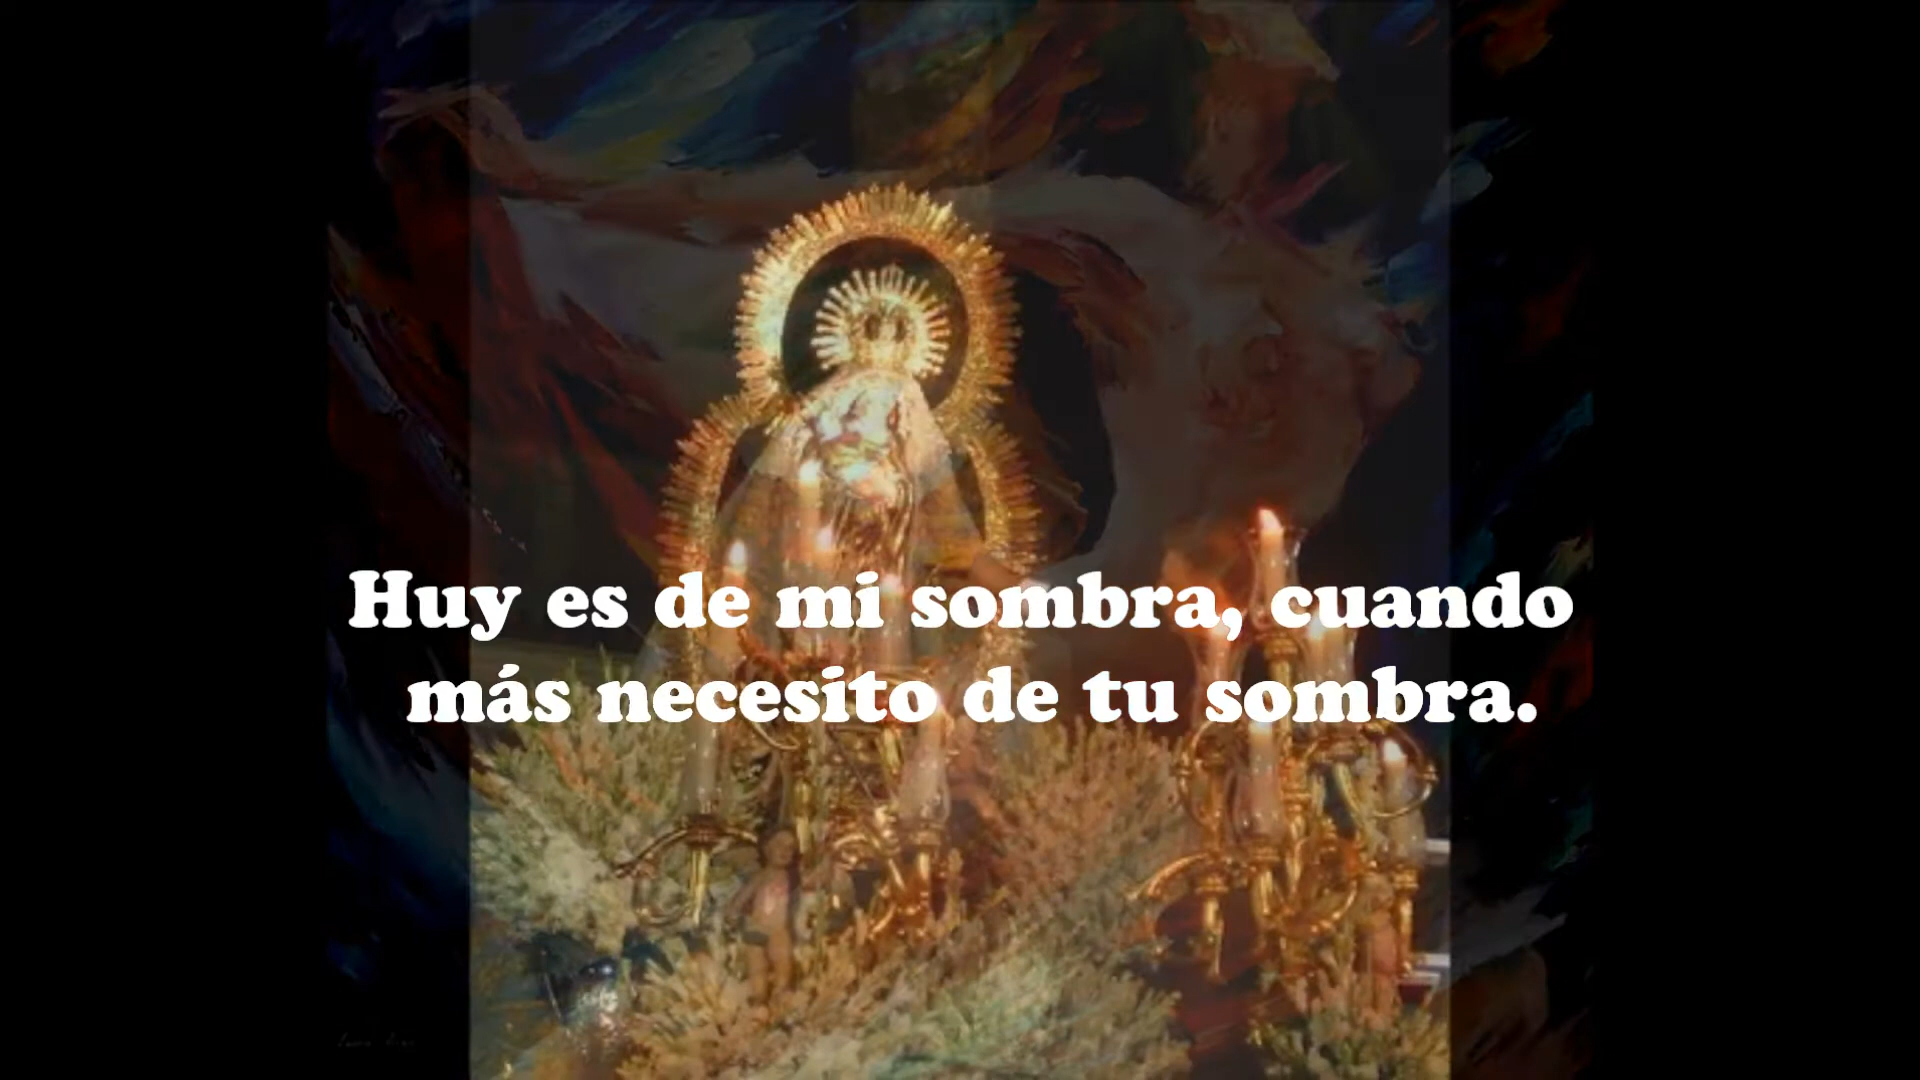 Huy es de mi sombra, cuando
más necesito de tu sombra.